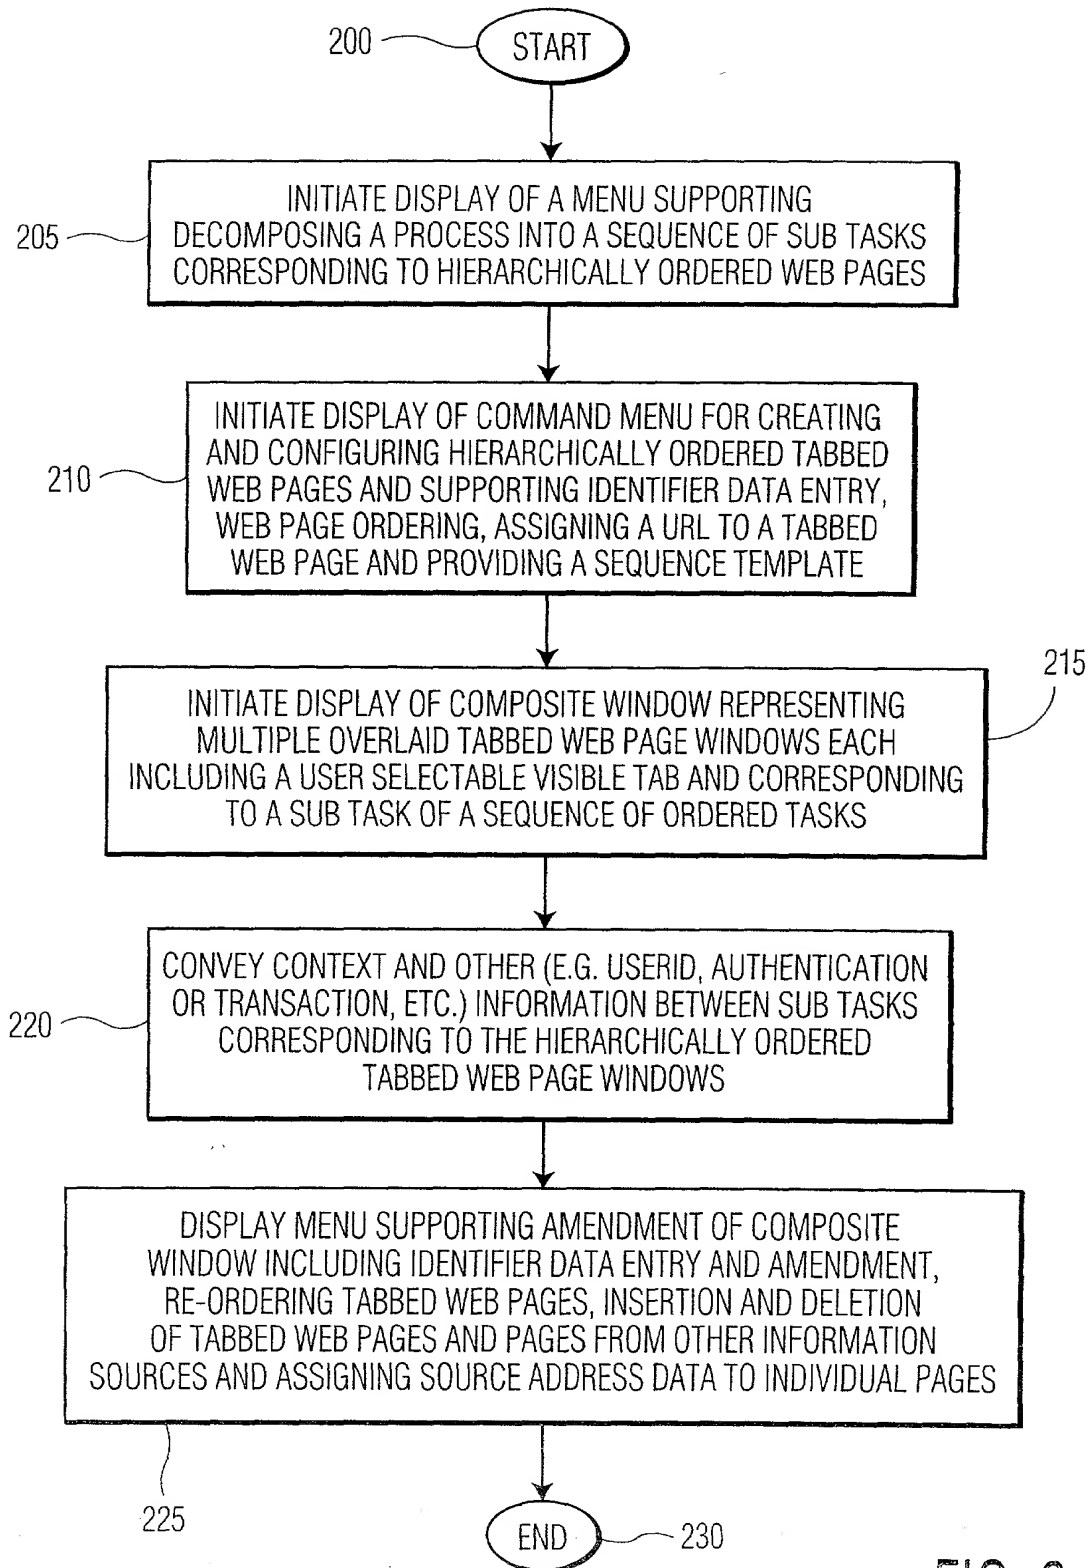 200
START
205
INITIATE DISPLAY OF A MENU SUPPORTING
DECOMPOSING A PROCESS INTO A SEQUENCE OF SUB TASKS
CORRESPONDING TO HIERARCHICALLY ORDERED WEB PAGES
210
INITIATE DISPLAY OF COMMAND MENU FOR CREATING
AND CONFIGURING HIERARCHICALLY ORDERED TABBED
WEB PAGES AND SUPPORTING IDENTIFIER DATA ENTRY,
WEB PAGE ORDERING, ASSIGNING A URL TO A TABBED
WEB PAGE AND PROVIDING A SEQUENCE TEMPLATE
215
INITIATE DISPLAY OF COMPOSITE WINDOW REPRESENTING
MULTIPLE OVERLAID TABBED WEB PAGE WINDOWS EACH
INCLUDING A USER SELECTABLE VISIBLE TAB AND CORRESPONDING
TO A SUB TASK OF A SEQUENCE OF ORDERED TASKS
220
CONVEY CONTEXT AND OTHER (E.G. USERID, AUTHENTICATION
OR TRANSACTION, ETC.) INFORMATION BETWEEN SUB TASKS
CORRESPONDING TO THE HIERARCHICALLY ORDERED
TABBED WEB PAGE WINDOWS
DISPLAY MENU SUPPORTING AMENDMENT OF COMPOSITE
WINDOW INCLUDING IDENTIFIER DATA ENTRY AND AMENDMENT,
RE-ORDERING TABBED WEB PAGES, INSERTION AND DELETION
OF TABBED WEB PAGES AND PAGES FROM OTHER INFORMATION
SOURCES AND ASSIGNING SOURCE ADDRESS DATA TO INDIVIDUAL PAGES
225
END
230
FIG.